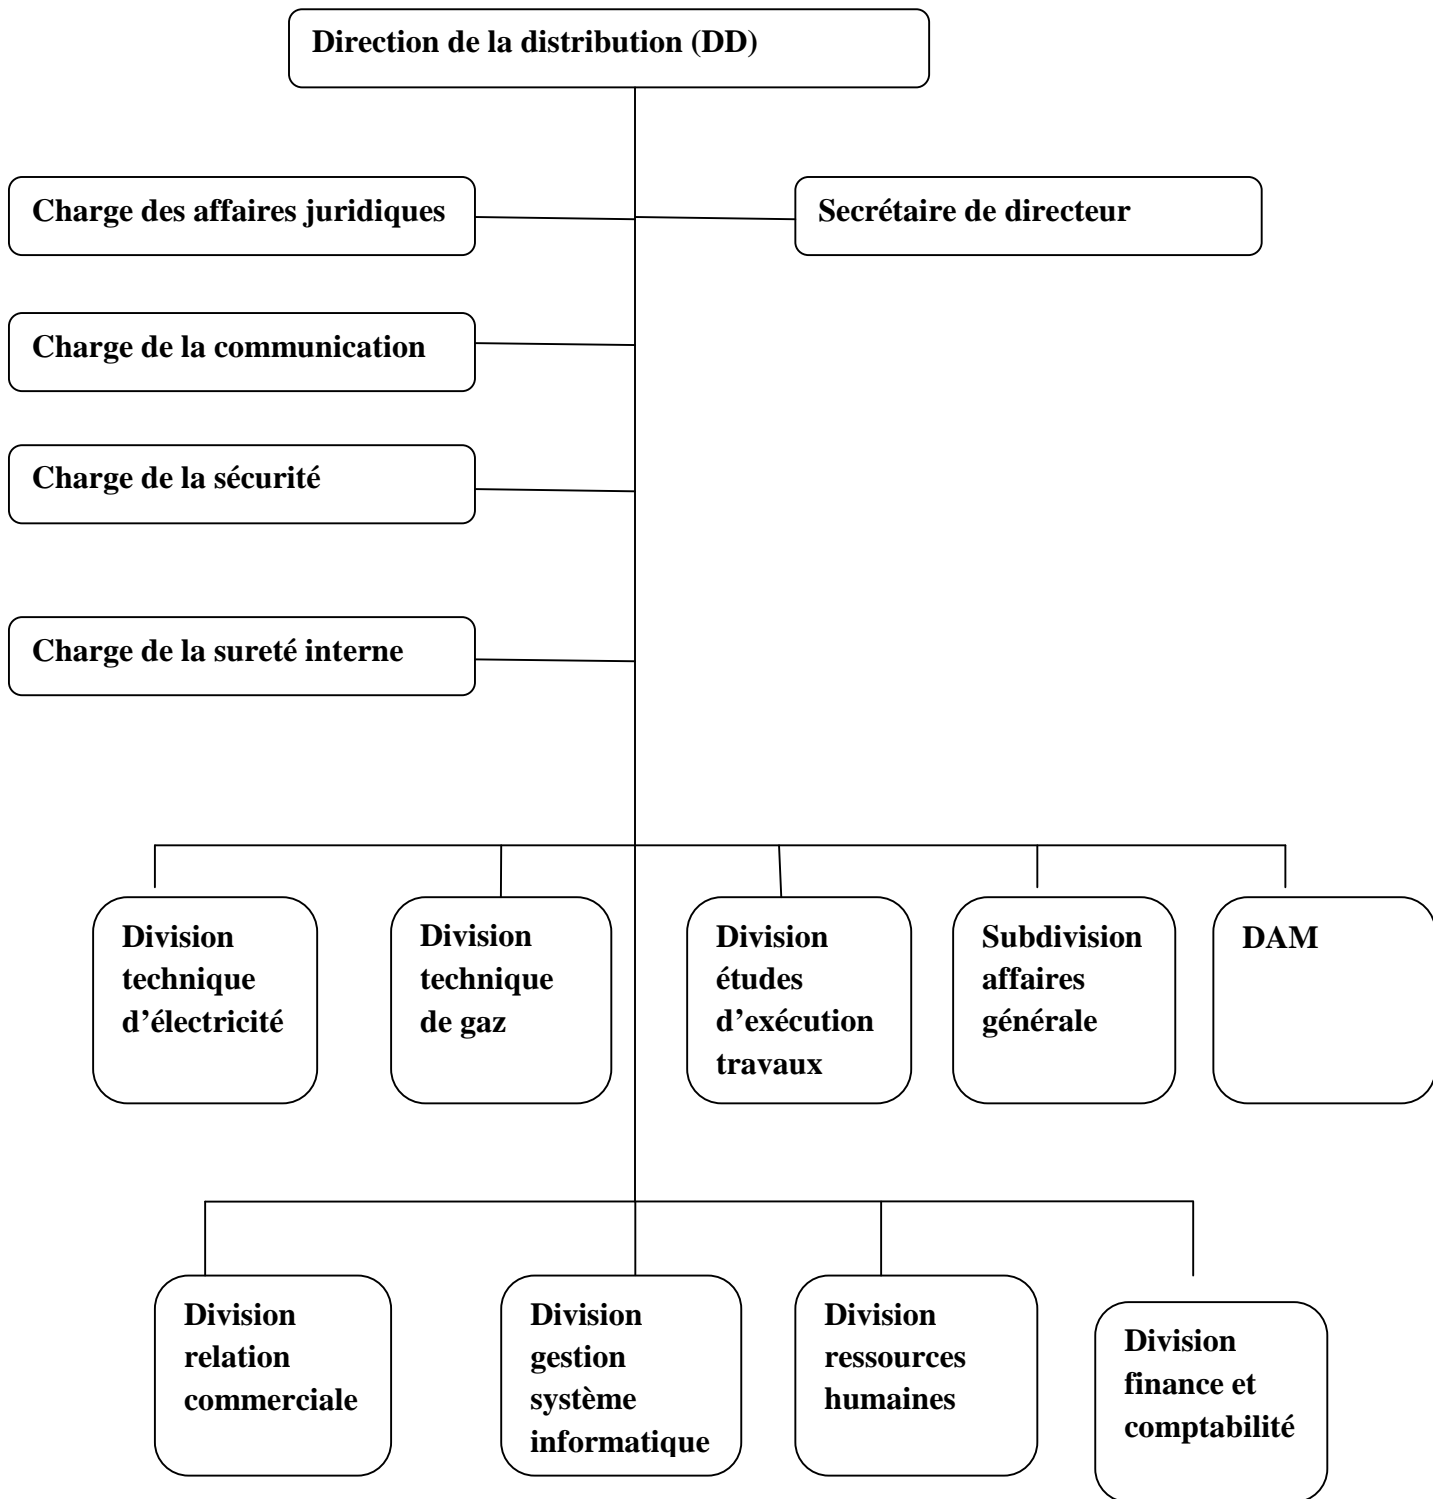 Direction de la distribution (DD)
Charge des affaires juridiques
Secrétaire de directeur
Charge de la communication
Charge de la sécurité
Charge de la sureté interne
Division
technique
d’électricité
Division
technique
de gaz
Division
études
d’exécution
travaux
Subdivision
affaires
générale
DAM
Division
relation
commerciale
Division
gestion
système
informatique
Division
ressources
humaines
Division
finance et
comptabilité